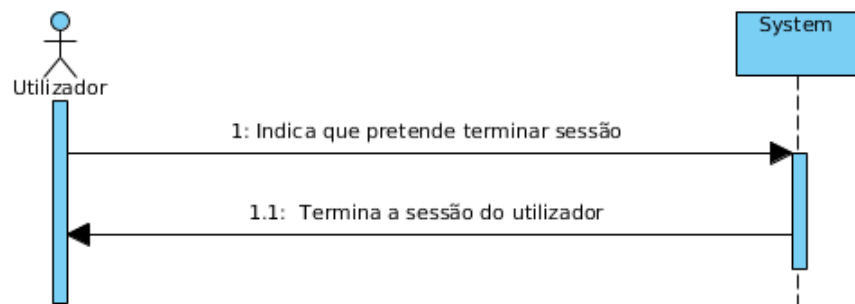 System
Utilizador
1: Indica que pretende terminar sessão
1.1: Termina a sessão do utilizador